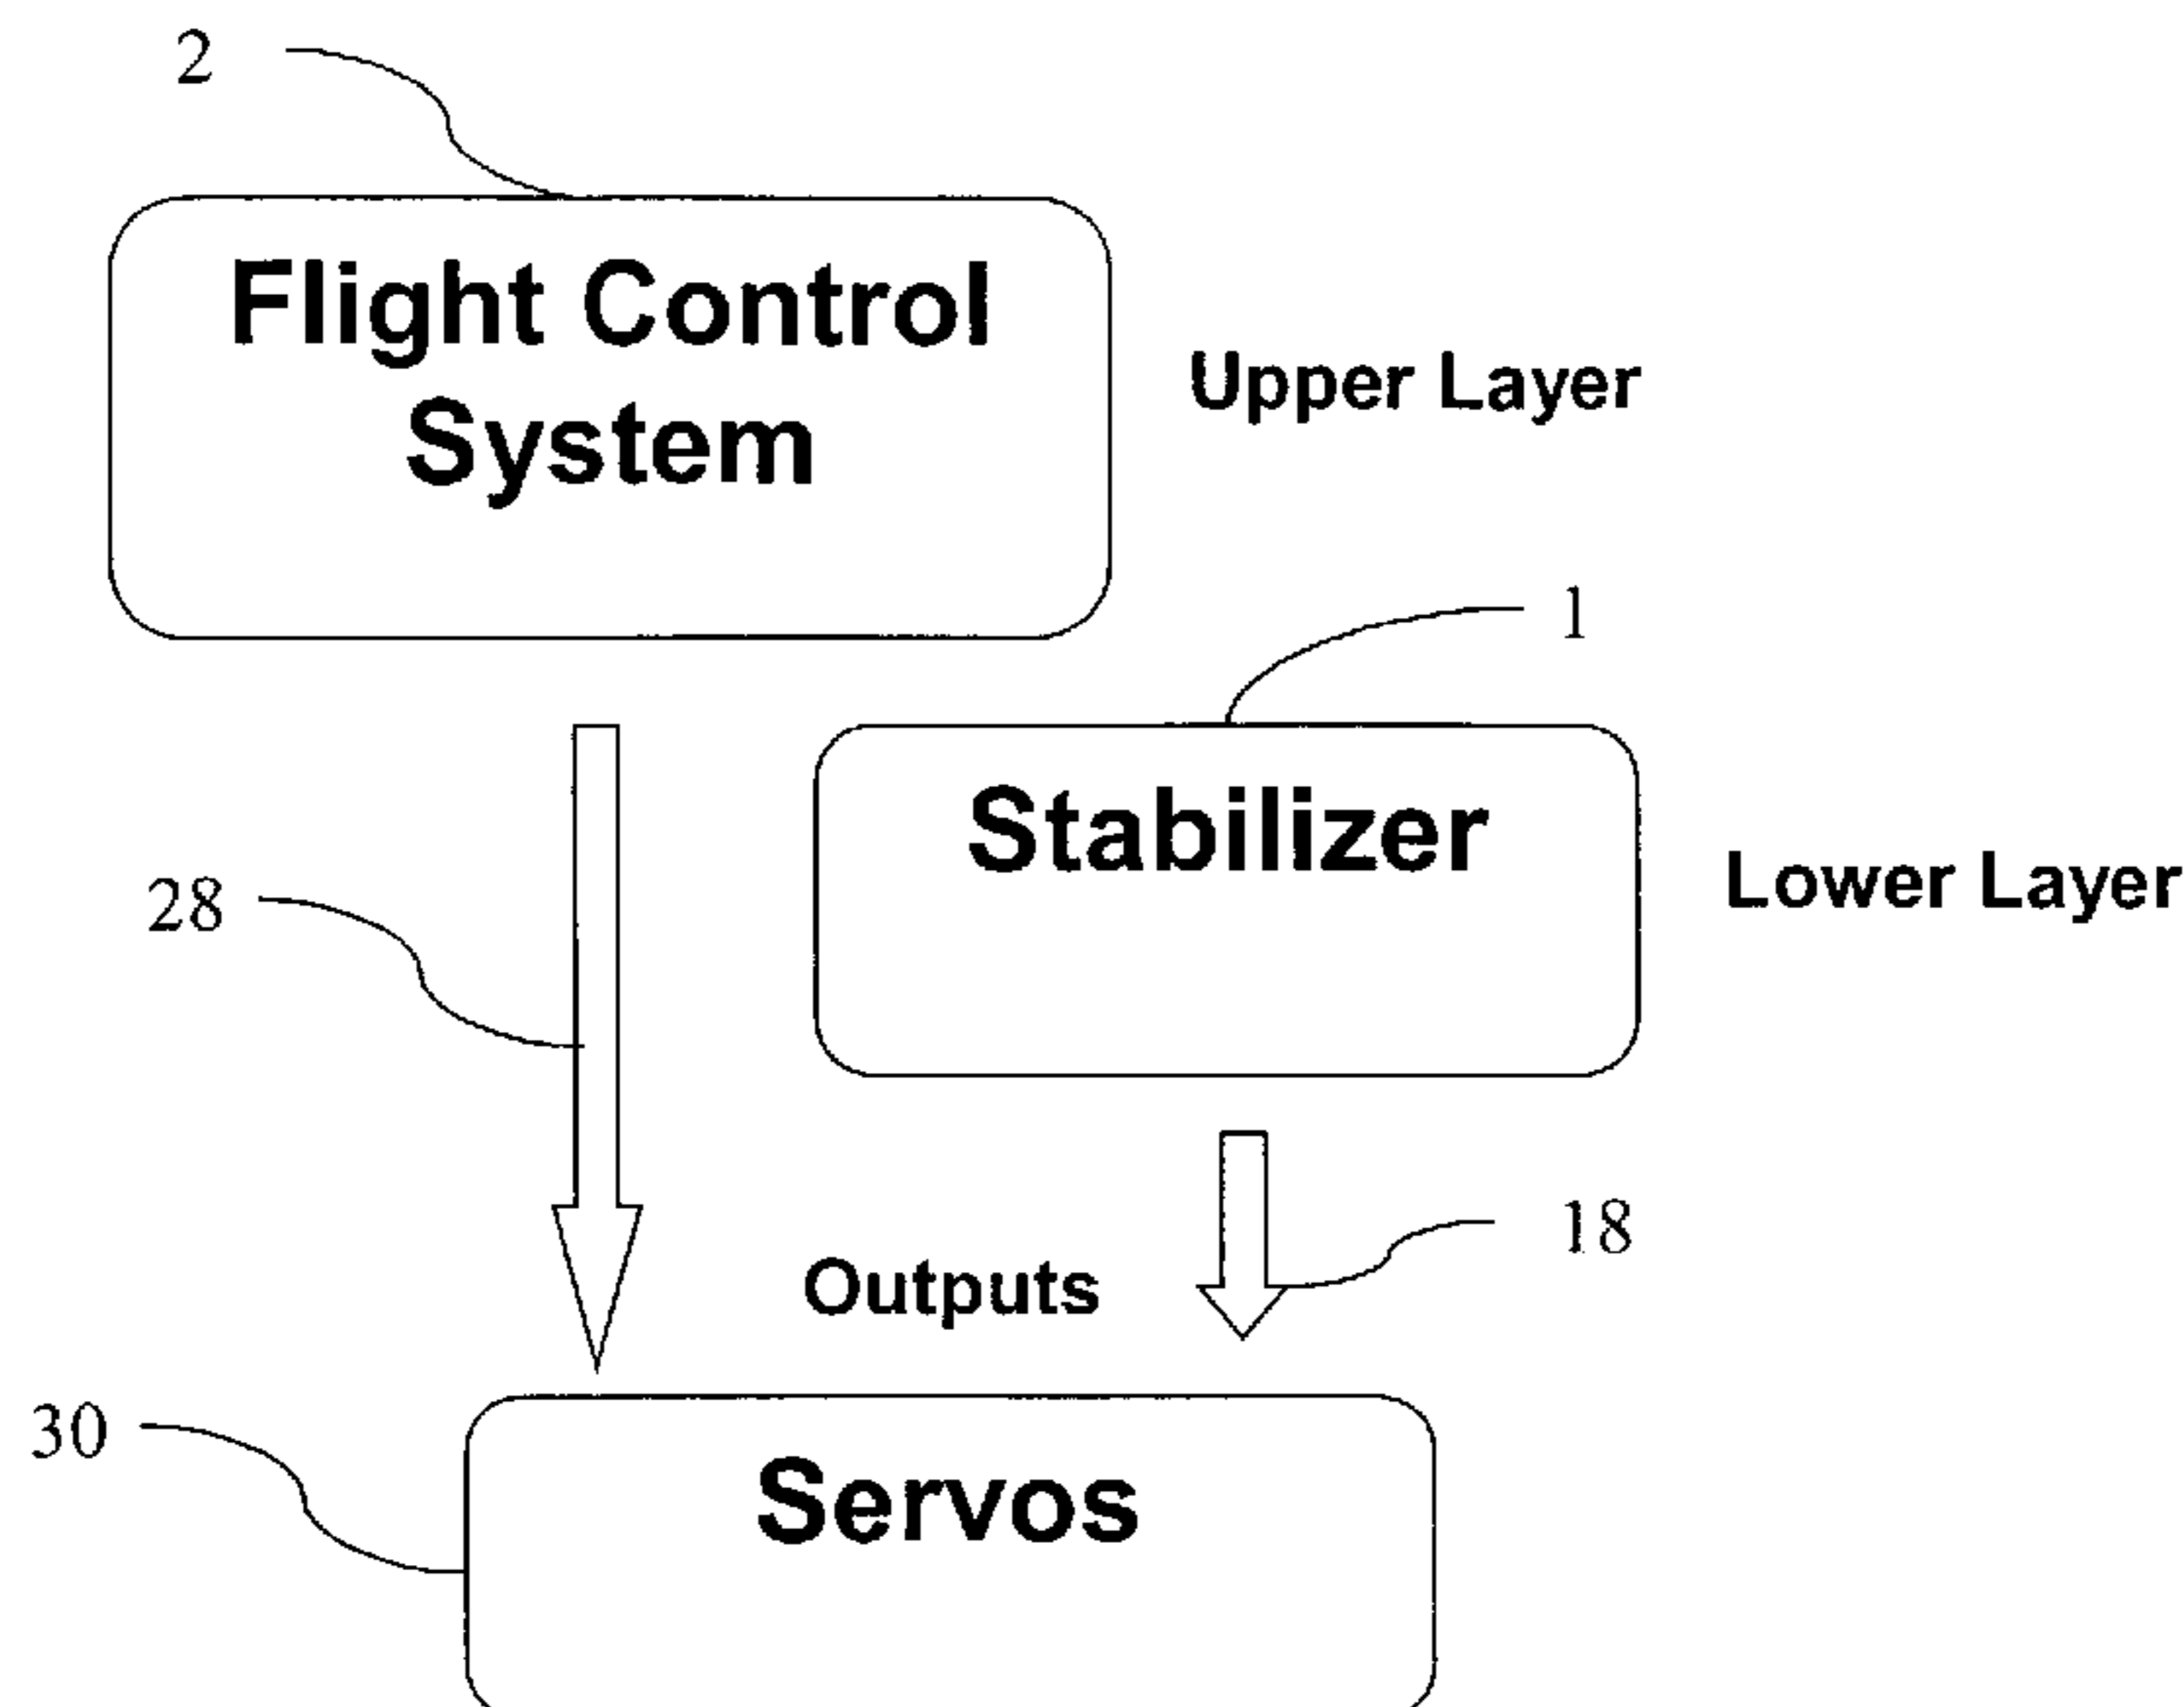 2
Flight Control
System
Upper Layer
1
Stabilizer
Lower Layer
28
18
Outputs
30
Servos